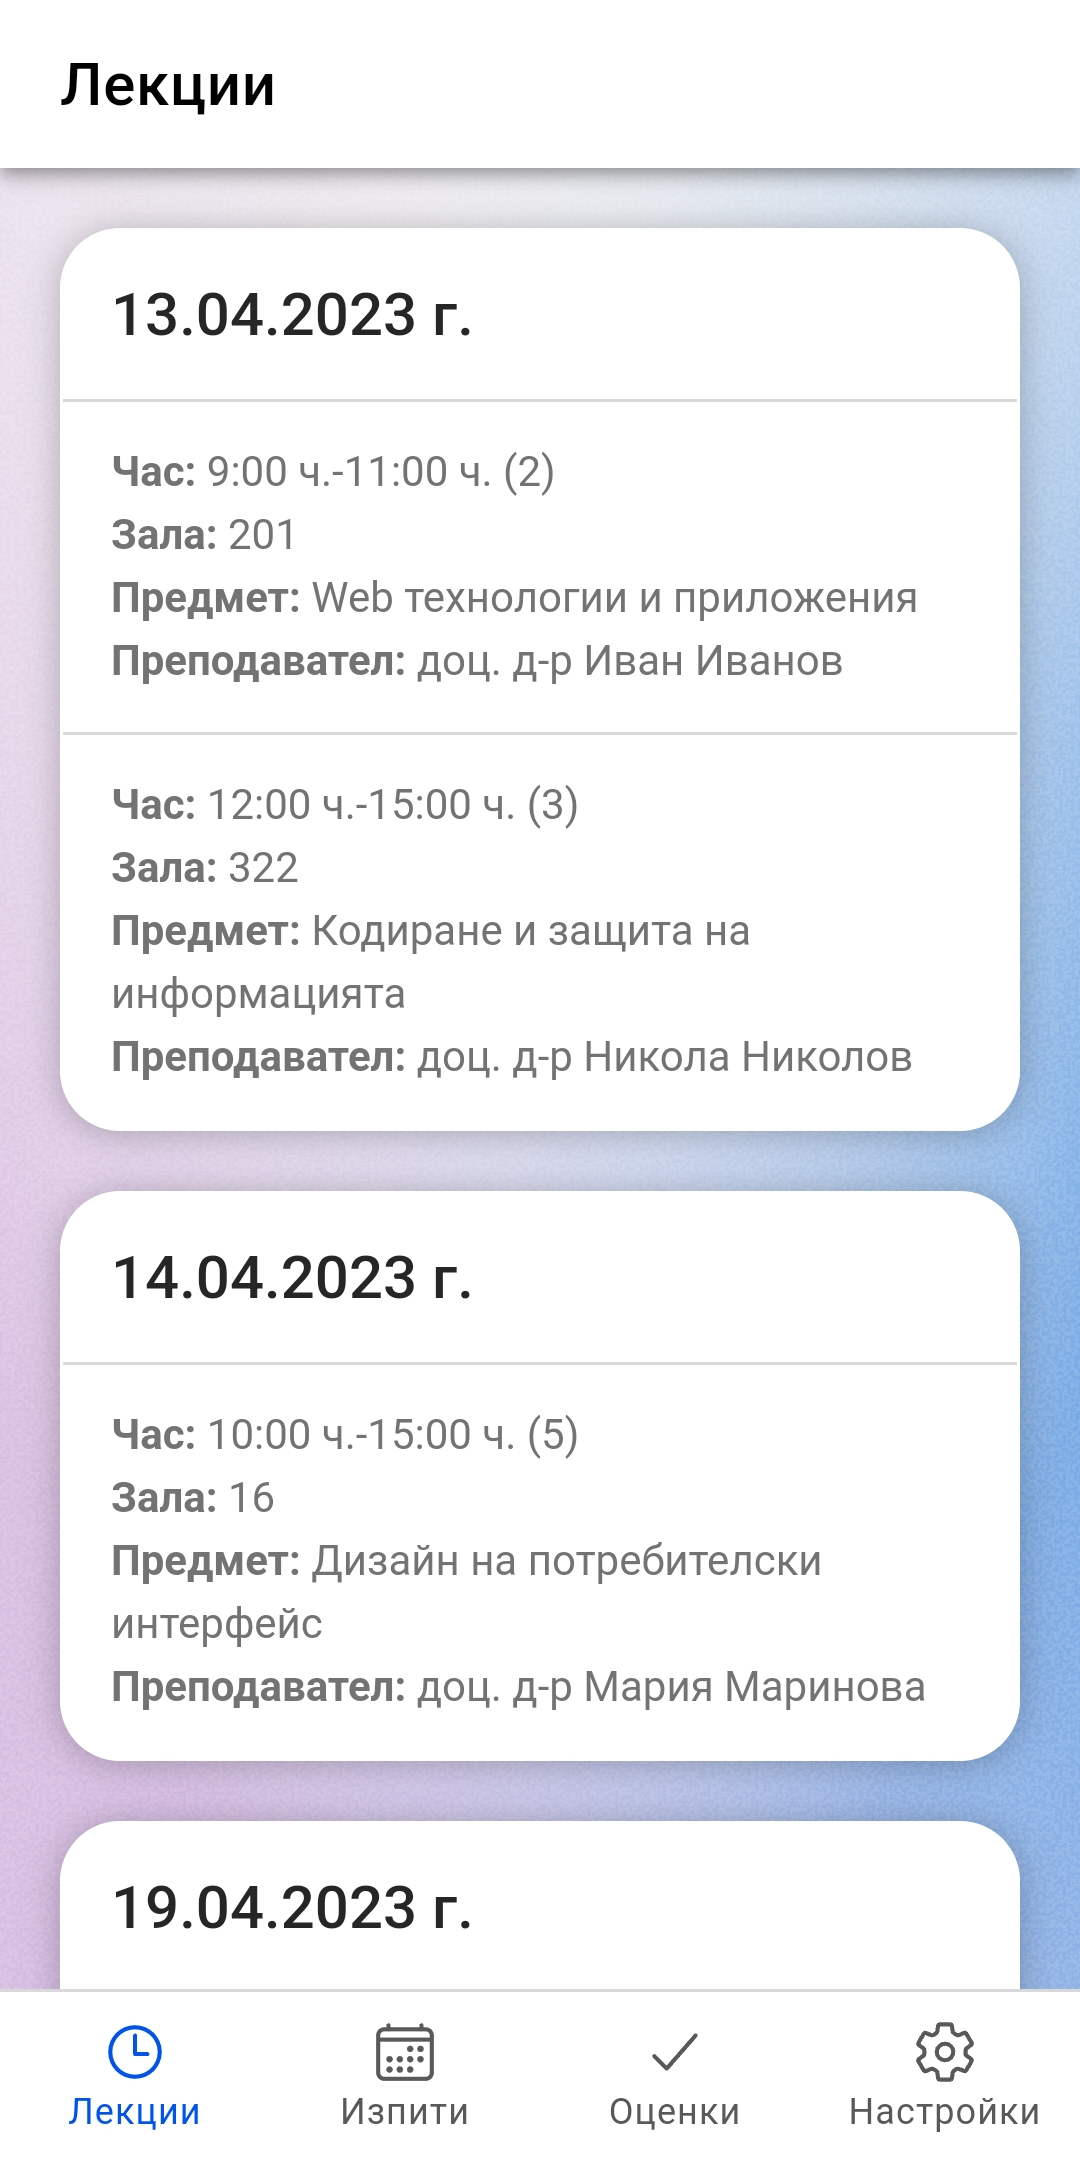 Лекции
13.04.2023 г.
Час: 9:00 ч.-11:00 ч. (2)
Зала: 201
Предмет: Web технологии и приложения
Преподавател: доц. д-р Иван Иванов
Час: 12:00 ч.-15:00 ч. (3)
Зала: 322
Предмет: Кодиране и защита на
информацията
Преподавател: доц. д-р Никола Николов
14.04.2023 г.
Час: 10:00 ч.-15:00 ч. (5)
Зала: 16
Предмет: Дизайн на потребителски
интерфейс
Преподавател: доц. д-р Мария Маринова
19.04.2023 г.
Лекции Изпити Оценки Настройки